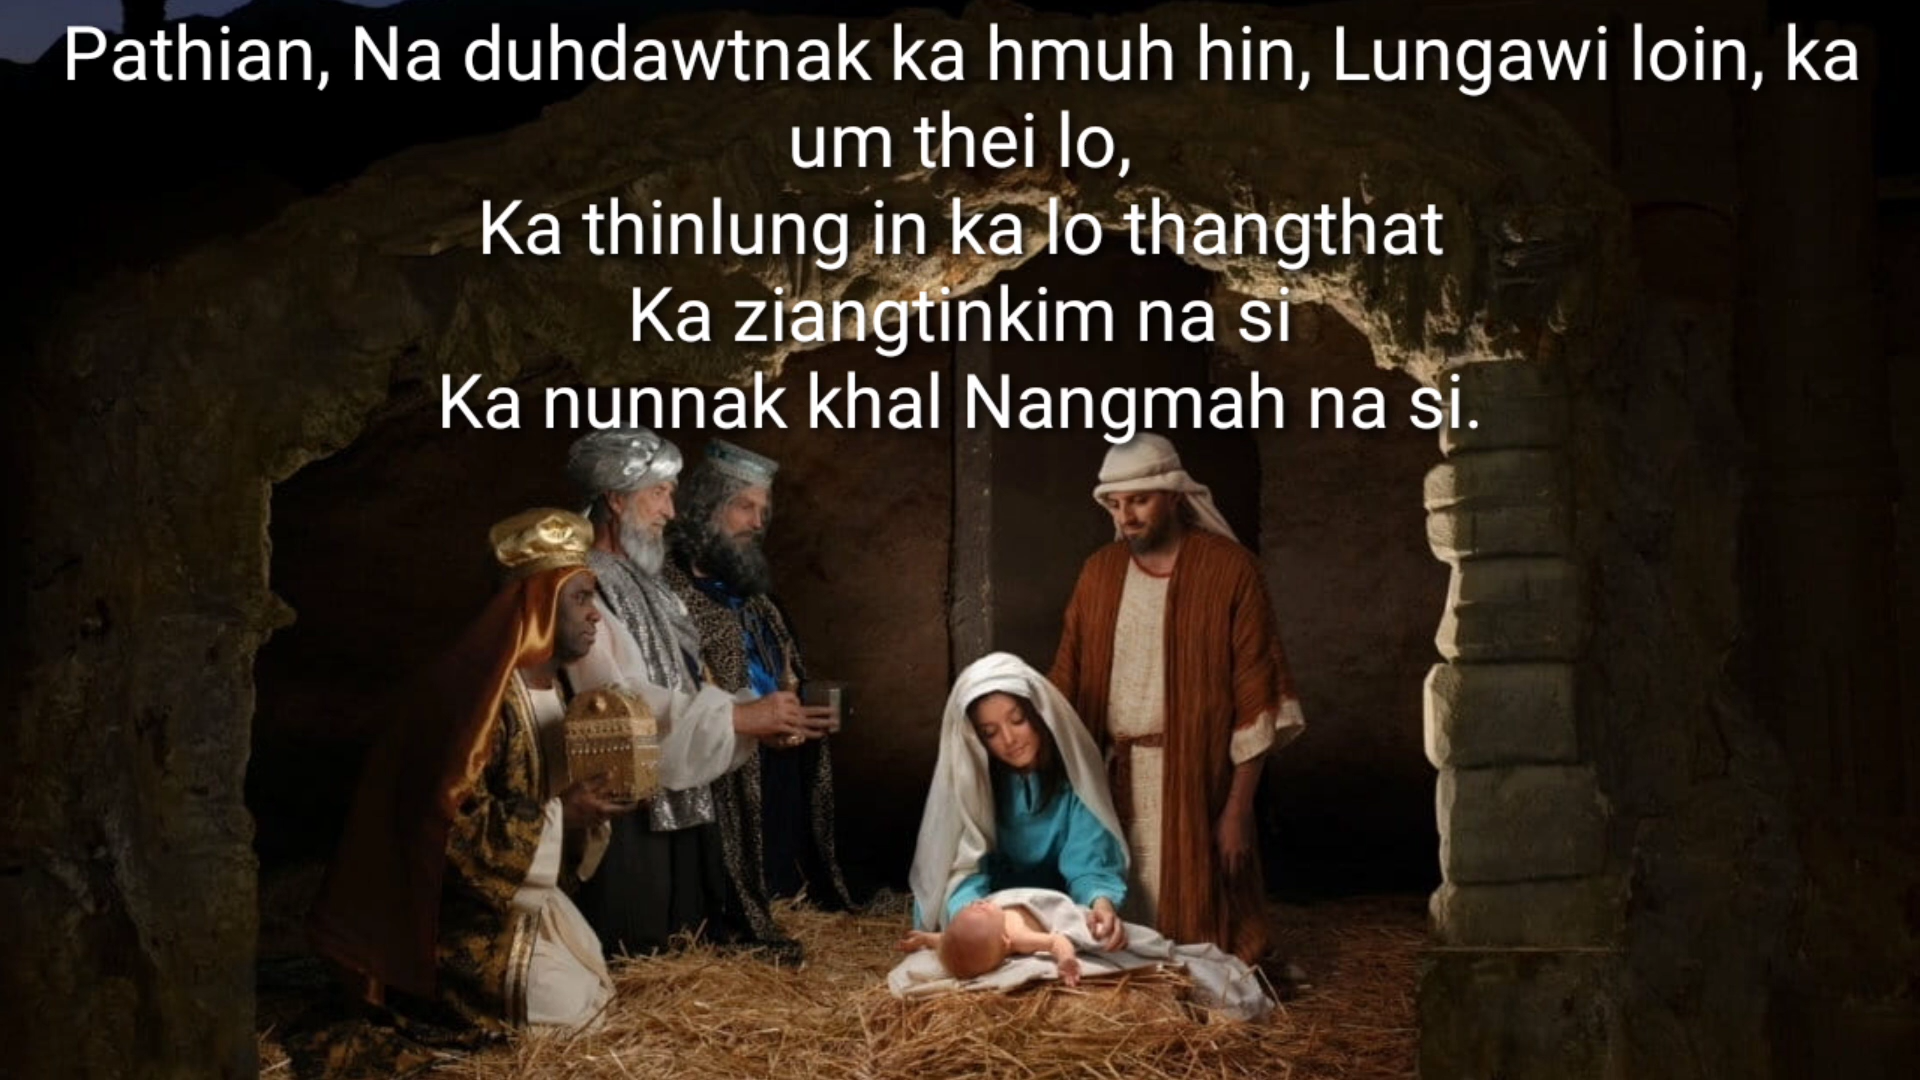 Pathian, Na duhdawtnak ka hmuh hin, Lungawi loin, ka
um thei lo,
Ka thinlung in ka lo thangthat
Ka ziangtinkim na si
Ka nunnak khal Nangmah na si.